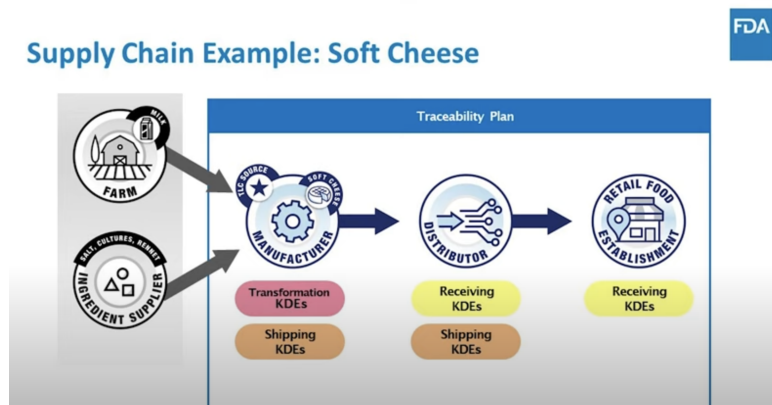 FDA
Supply Chain Example: Soft Cheese
Traceability Plan
MILK
FARM
SALT, CULTURES, RENNET
INGREDIENT SUPPLIER
TLC SOURCE
SOFT CHEESE
MANUFACTURER
DISTRIBUTOR
RETAIL FOOD
ESTABLISHMENT
Transformation
KDEs
Shipping
KDEs
Receiving
KDEs
Shipping
KDEs
Receiving
KDEs